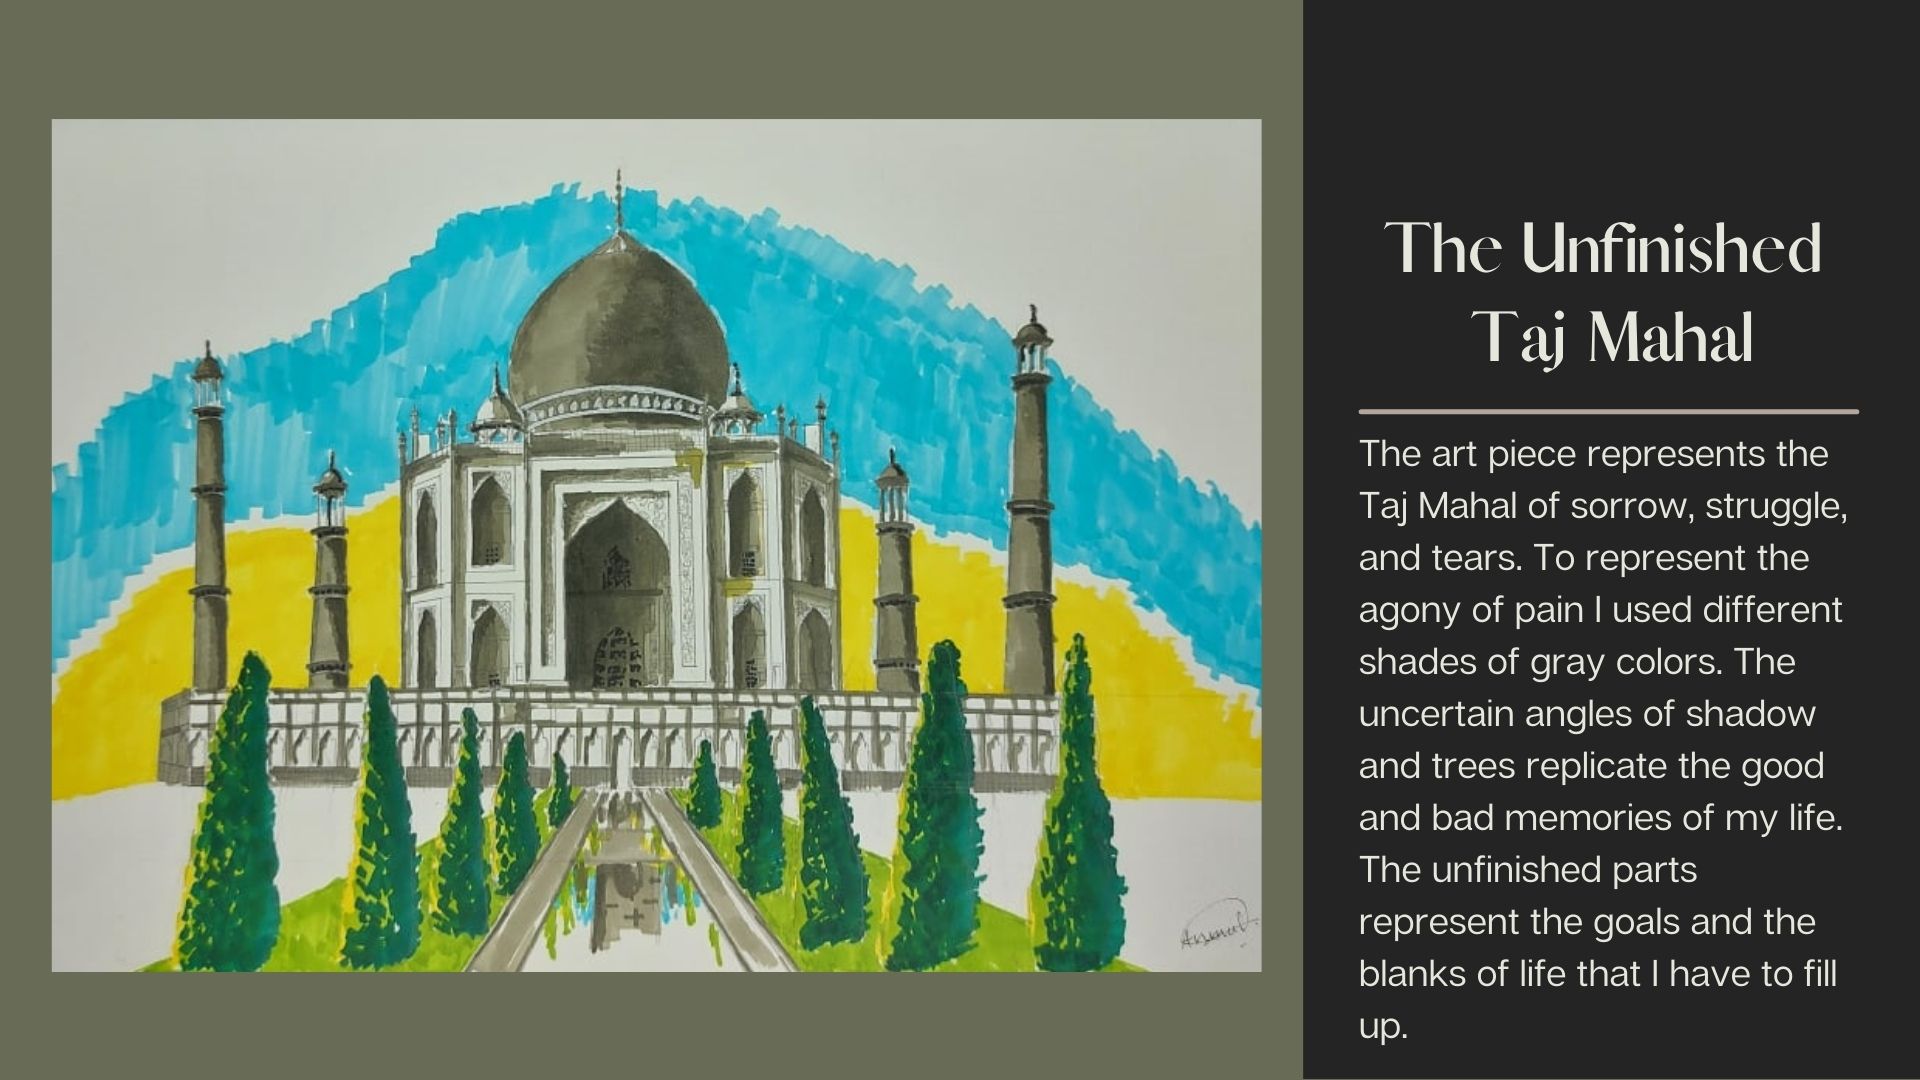 The Unfinished
Taj Mahal
The art piece represents the
Taj Mahal of sorrow, struggle,
and tears. To represent the
agony of pain I used different
shades of gray colors. The
uncertain angles of shadow
and trees replicate the good
and bad memories of my life.
The unfinished parts
represent the goals and the
blanks of life that I have to fill
up.